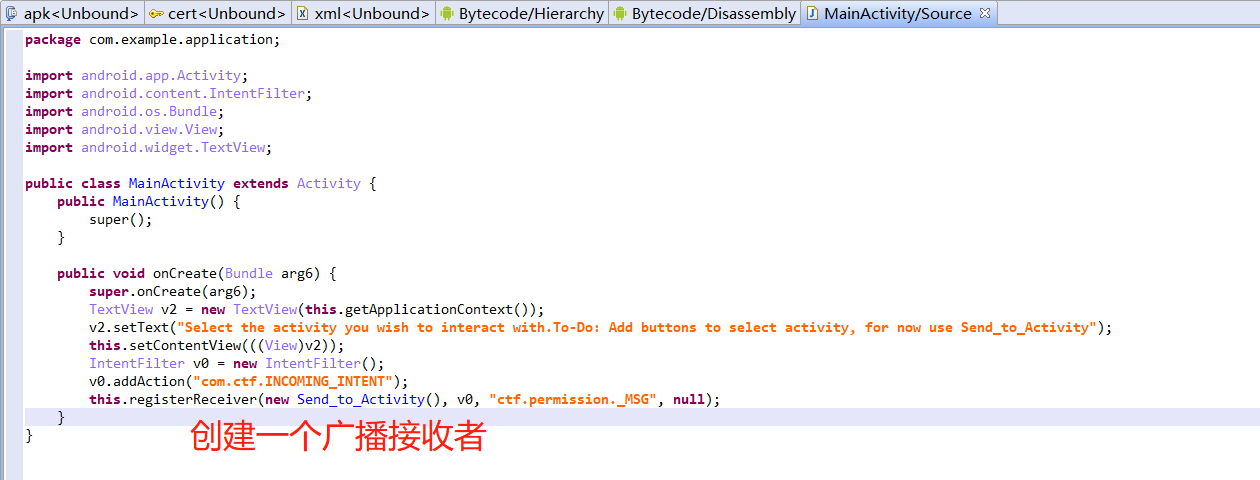 apk<Unbound> cert<Unbound> xml<Unbound> Bytecode/Hierarchy Bytecode/Disassembly MainActivity/Source
package com.example.application;
import android.app.Activity;
import android.content.IntentFilter;
import android.os.Bundle;
import android.view.View;
import android.widget.TextView;
public class MainActivity extends Activity {
    public MainActivity() {
        super();
    }
    public void onCreate(Bundle arg6) {
        super.onCreate(arg6);
        TextView v2 = new TextView(this.getApplicationContext());
        v2.setText("Select the activity you wish to interact with.To-Do: Add buttons to select activity, for now use Send_to_Activity");
        this.setContentView(((View)v2));
        IntentFilter v0 = new IntentFilter();
        v0.addAction("com.ctf.INCOMING_INTENT");
        this.registerReceiver(new Send_to_Activity(), v0, "ctf.permission._MSG", null);
    }
}
创建一个广播接收者